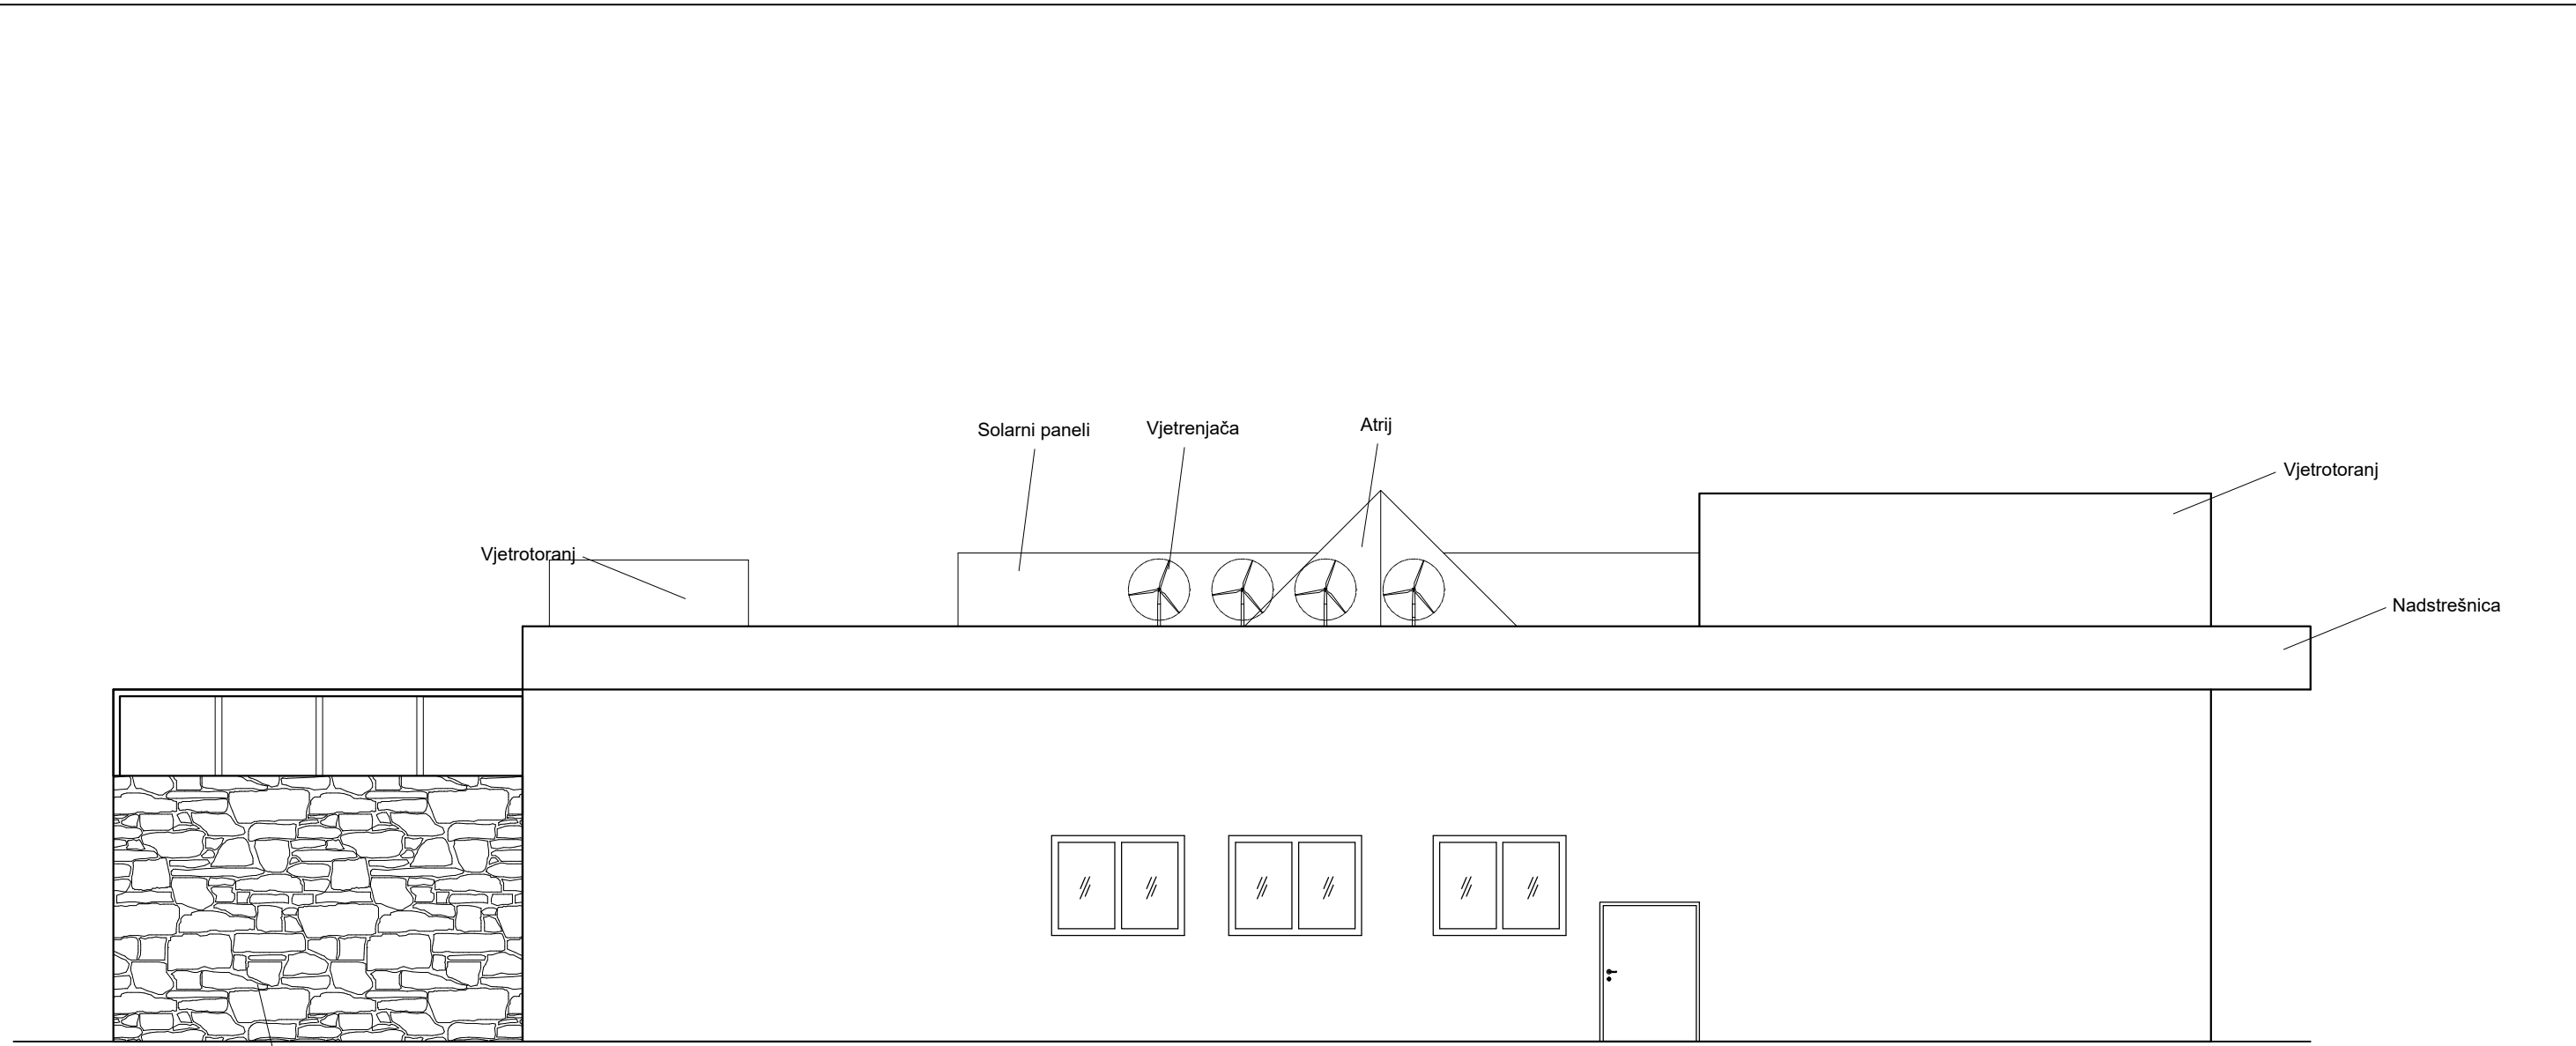 Solarni paneli
Vjetrenjača
Atrij
Vjetrotoranj
Vjetrotoranj
Nadstrešnica